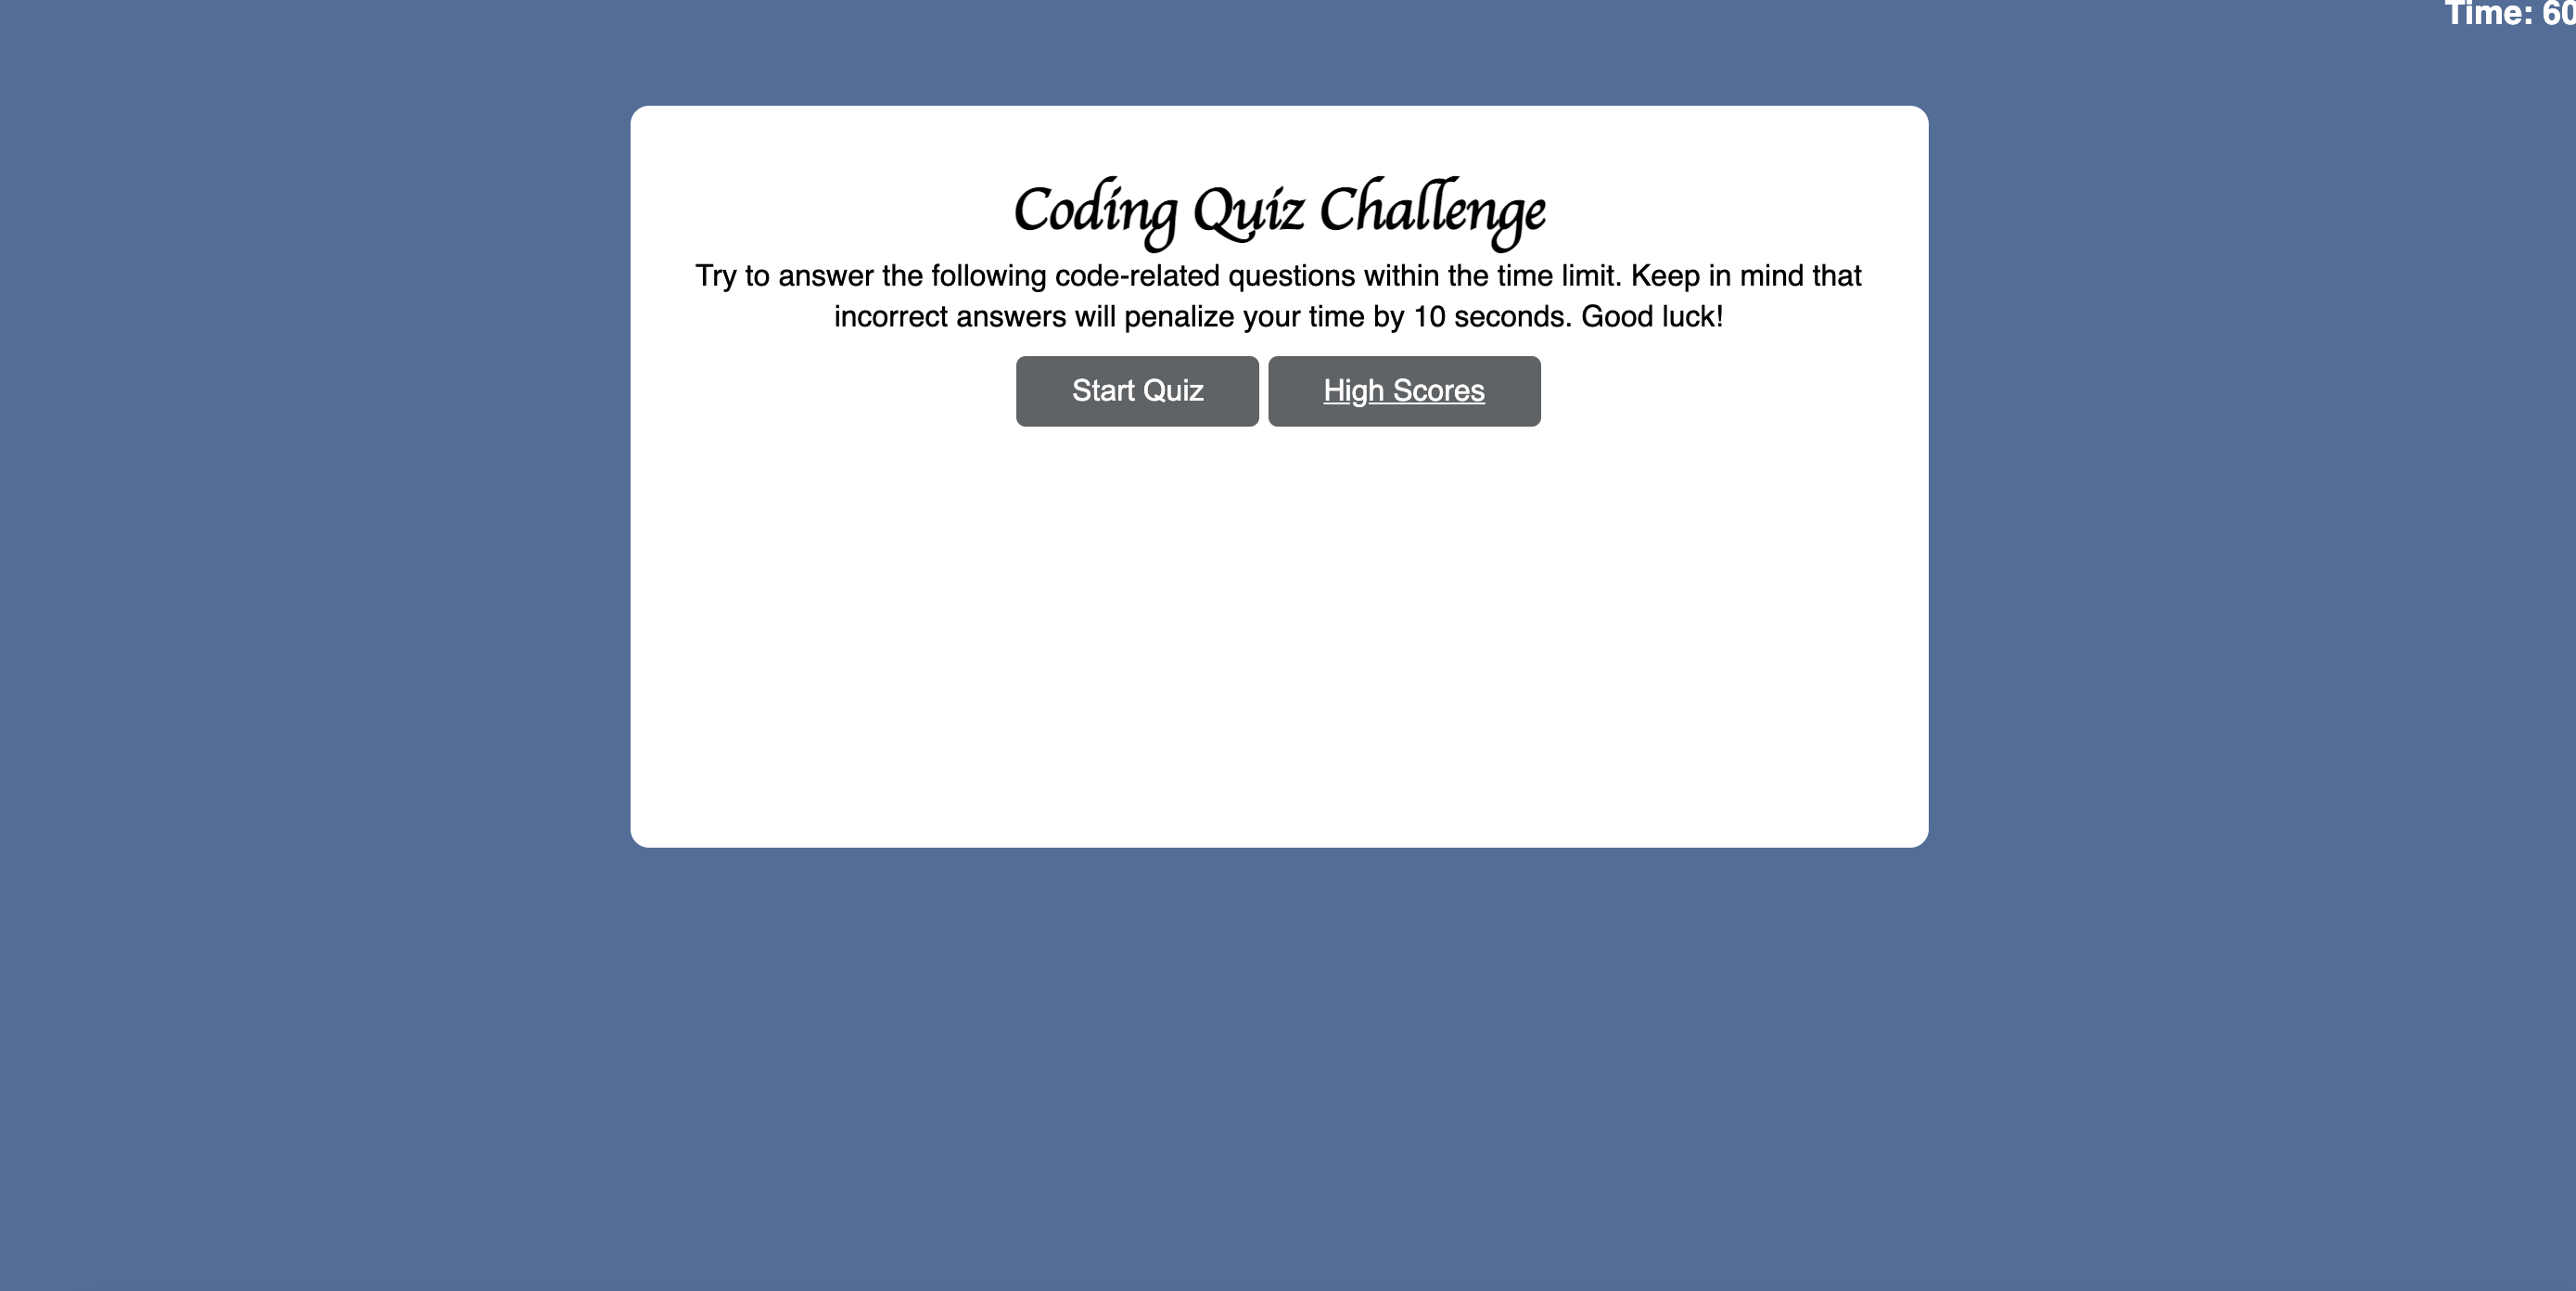 Time: 60
Coding Quiz Challenge
Try to answer the following code-related questions within the time limit. Keep in mind that
incorrect answers will penalize your time by 10 seconds. Good luck!
Start Quiz High Scores